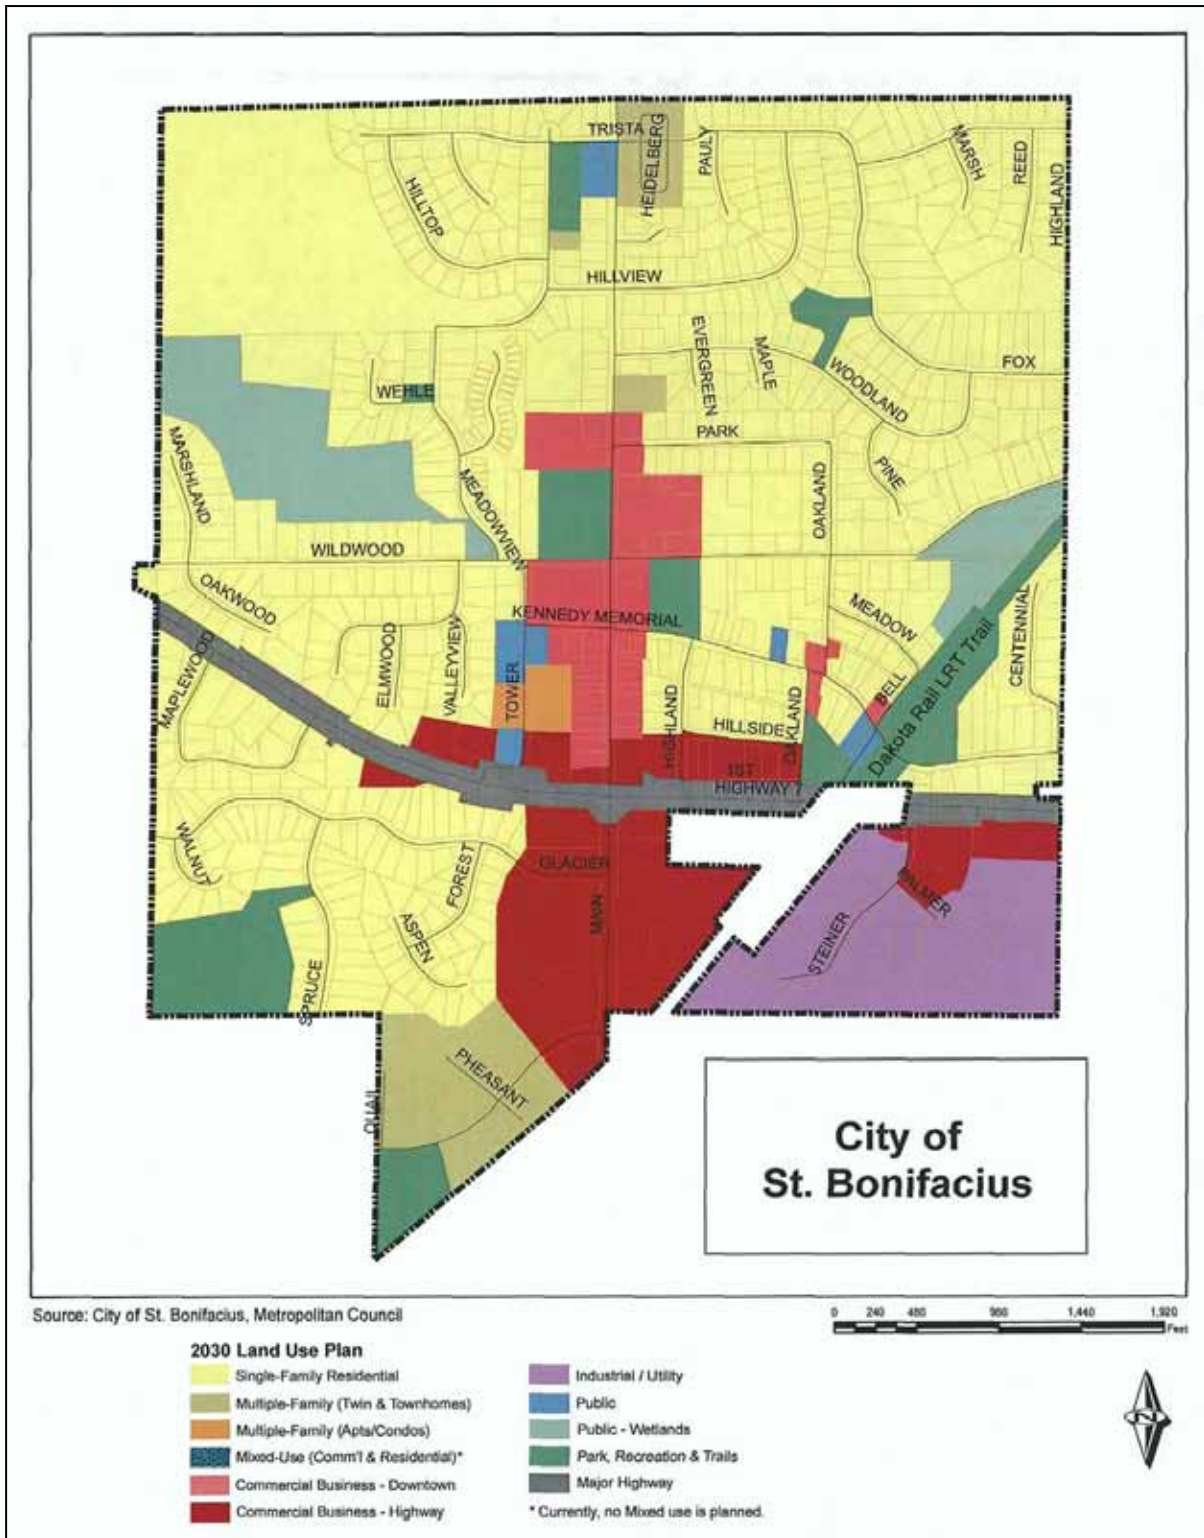 TRISTA
HEIDELBERG
PAULY
MARSH
REED
HIGHLAND
HILLTOP
HILLVIEW
EVERGREEN
MAPLE
WOODLAND
FOX
WEHLE
PARK
PINE
OAKLAND
MARSHLAND
MEADOWVIEW
WILDWOOD
OAKWOOD
KENNEDY MEMORIAL
MEADOW
CENTENNIAL
MAPLEWOOD
ELMWOOD
VALLEYVIEW
TOWER
HIGHLAND
HILLSIDE
OAKLAND
BELL
Dakota Rail LRT Trail
1ST
HIGHWAY 7
WALNUT
FOREST
GLACIER
MAIN
ASPEN
SPRUCE
STEINER
PALMER
PHEASANT
QUAIL
City of
St. Bonifacius
Source: City of St. Bonifacius, Metropolitan Council
0 240 480 960 1,440 1,920
Feet
2030 Land Use Plan
Single-Family Residential
Multiple-Family (Twin & Townhomes)
Multiple-Family (Apts/Condos)
Mixed-Use (Comm'l & Residential)*
Commercial Business - Downtown
Commercial Business - Highway
Industrial / Utility
Public
Public - Wetlands
Park, Recreation & Trails
Major Highway
* Currently, no Mixed use is planned.
N